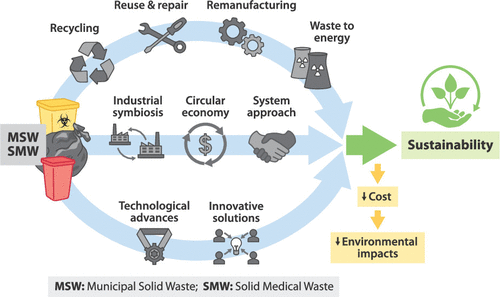 Reuse & repair
Remanufacturing
Recycling
Waste to
energy
Industrial
symbiosis
Circular
economy
System
approach
MSW
SMW
$
Sustainability
Technological
advances
Innovative
solutions
⬇ Cost
⬇ Environmental
impacts
MSW: Municipal Solid Waste; SMW: Solid Medical Waste